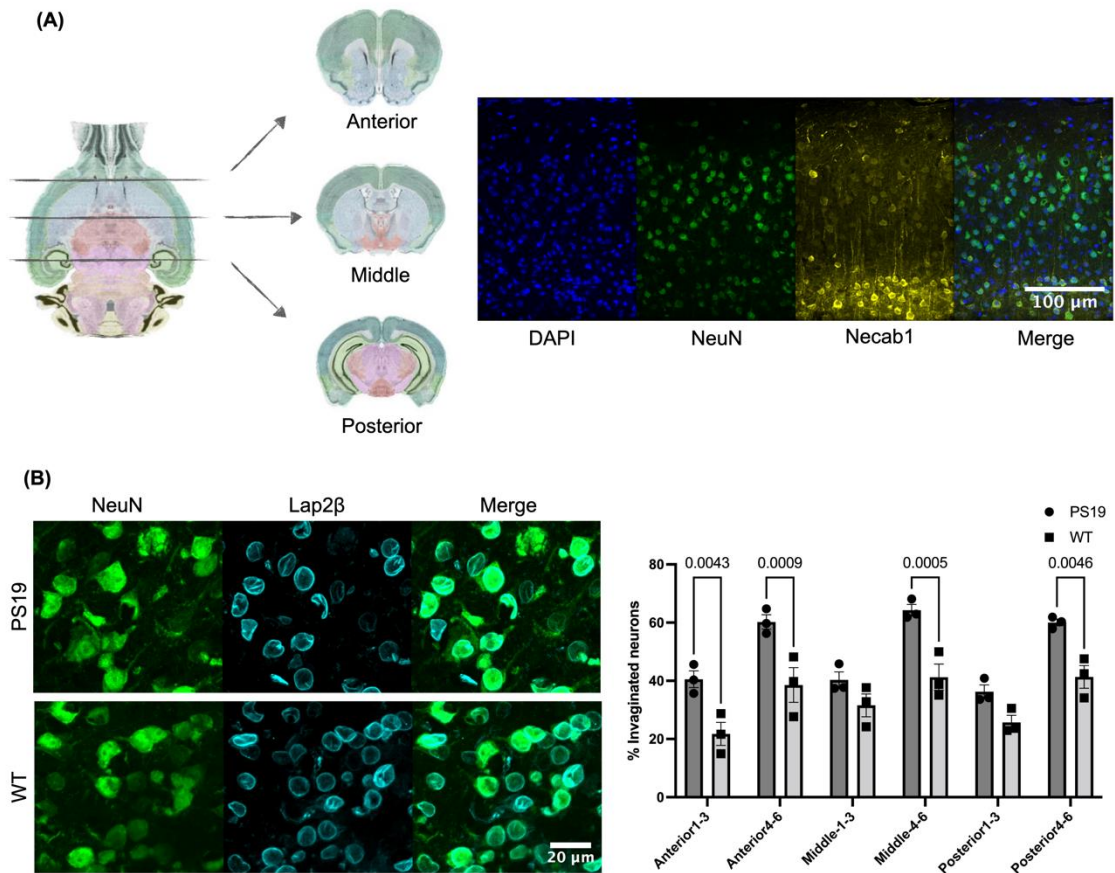 (A)
Anterior
Middle
Posterior
100 μm
DAPI NeuN Necab1 Merge
(B)
NeuN Lap2β Merge
PS19
WT
20 μm
PS19
WT
0.0043 0.0009 0.0005 0.0046
% Invaginated neurons
80
60
40
20
0
Anterior1-3 Anterior4-6 Middle-1-3 Middle-4-6 Posterior1-3 Posterior4-6